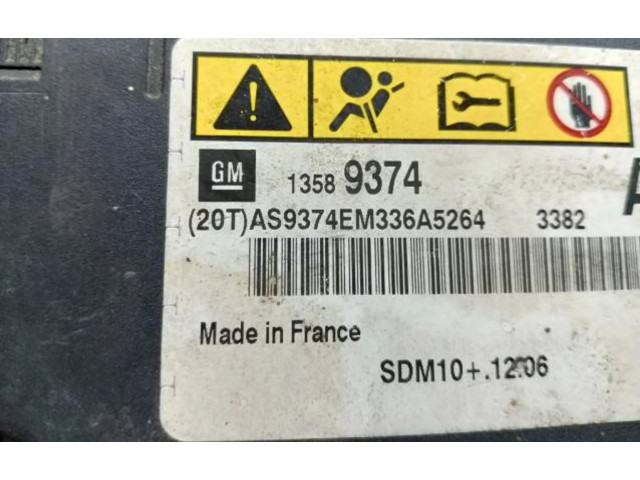 GM 1358 9374
(20T)AS9374EM336A5264 3382
Made in France
SDM10+.12.06